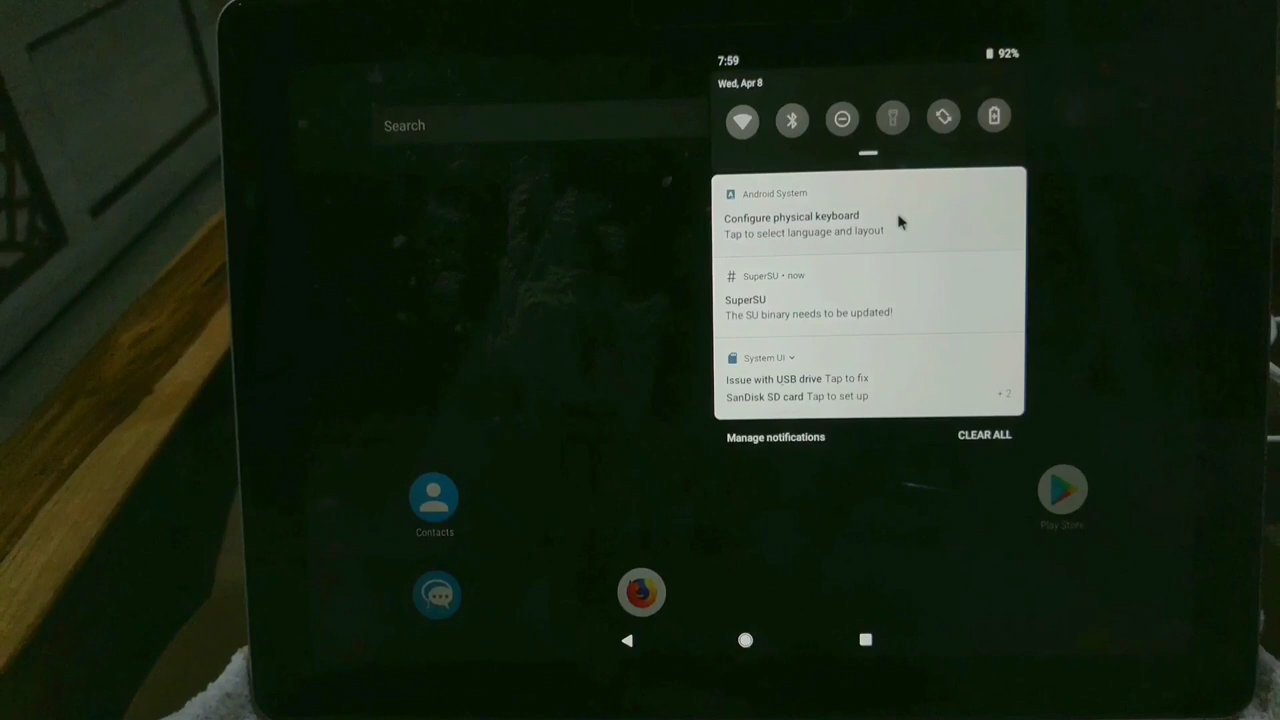 7:59
92%
Wed, Apr 8
Search
Android System
Configure physical keyboard
Tap to select language and layout
# SuperSU • now
SuperSU
The SU binary needs to be updated!
System UI
Issue with USB drive Tap to fix
SanDisk SD card Tap to set up
+ 2
Manage notifications
CLEAR ALL
Contacts
Play Store